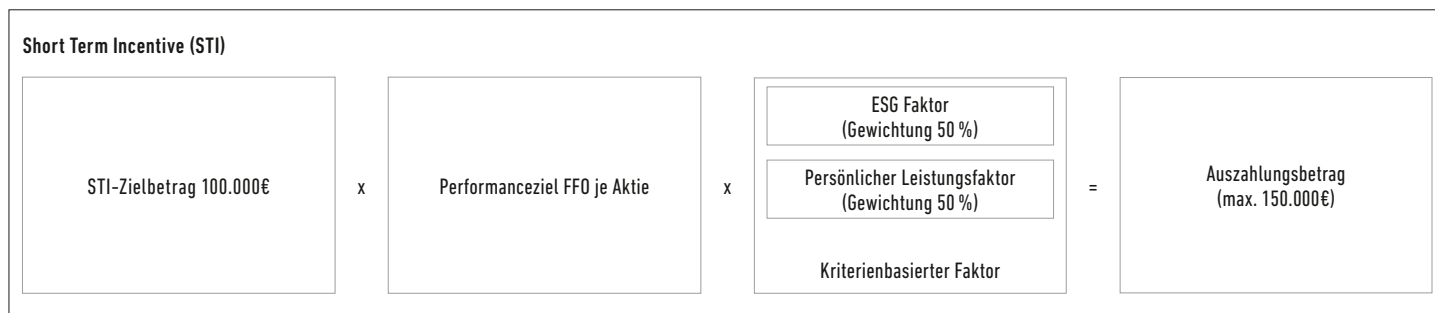 Short Term Incentive (STI)
STI-Zielbetrag 100.000€
x
Performanceziel FFO je Aktie
x
ESG Faktor
(Gewichtung 50 %)
Persönlicher Leistungsfaktor
(Gewichtung 50 %)
Kriterienbasierter Faktor
=
Auszahlungsbetrag
(max. 150.000€)